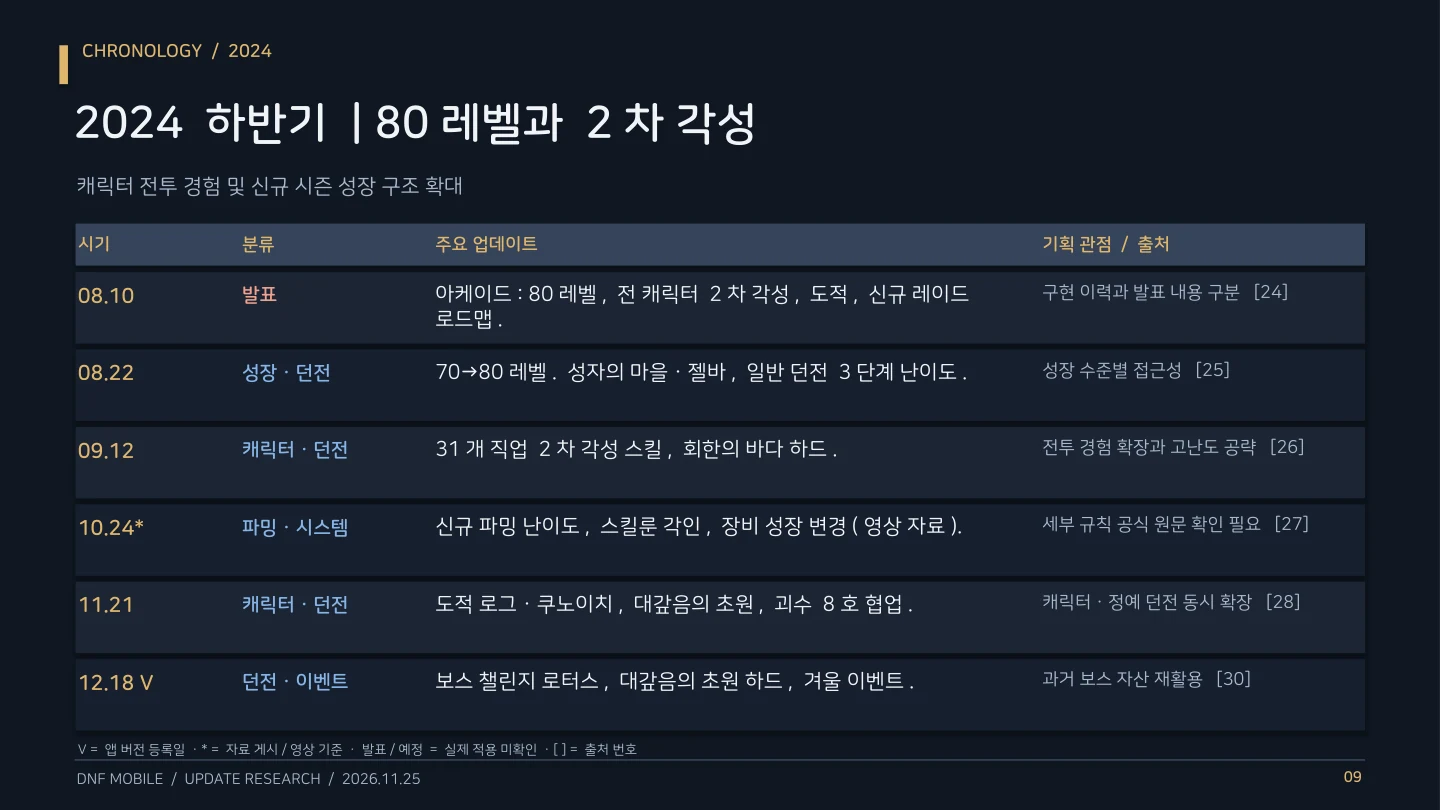 CHRONOLOGY / 2024
2024 하반기 | 80 레벨과 2 차 각성
캐릭터 전투 경험 및 신규 시즌 성장 구조 확대
시기 분류 주요 업데이트 기획 관점 / 출처
08.10 발표 아케이드 : 80 레벨 , 전 캐릭터 2 차 각성 , 도적 , 신규 레이드 구현 이력과 발표 내용 구분 [24]
로드맵 .
08.22 성장 · 던전 70→80 레벨 . 성자의 마을 · 젤바 , 일반 던전 3 단계 난이도 . 성장 수준별 접근성 [25]
09.12 캐릭터 · 던전 31 개 직업 2 차 각성 스킬 , 회한의 바다 하드 . 전투 경험 확장과 고난도 공략 [26]
10.24* 파밍 · 시스템 신규 파밍 난이도 , 스킬룬 각인 , 장비 성장 변경 ( 영상 자료 ). 세부 규칙 공식 원문 확인 필요 [27]
11.21 캐릭터 · 던전 도적 로그 · 쿠노이치 , 대갚음의 초원 , 괴수 8 호 협업 . 캐릭터 · 정예 던전 동시 확장 [28]
12.18 V 던전 · 이벤트 보스 챌린지 로터스 , 대갚음의 초원 하드 , 겨울 이벤트 . 과거 보스 자산 재활용 [30]
V = 앱 버전 등록일 · * = 자료 게시 / 영상 기준 · 발표 / 예정 = 실제 적용 미확인 · [ ] = 출처 번호
DNF MOBILE / UPDATE RESEARCH / 2026.11.25 09